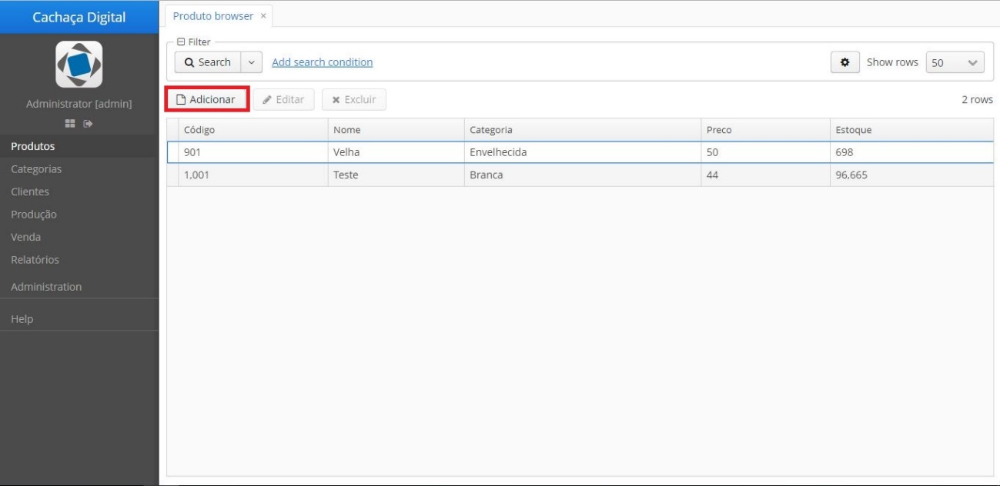 Cachaça Digital
Administrator [admin]
Produtos
Categorias
Clientes
Produção
Venda
Relatórios
Administration
Help
Produto browser ×
Filter
Search Add search condition Show rows 50
Adicionar Editar Excluir 2 rows
Código Nome Categoria Preco Estoque
901 Velha Envelhecida 50 698
1,001 Teste Branca 44 96,665